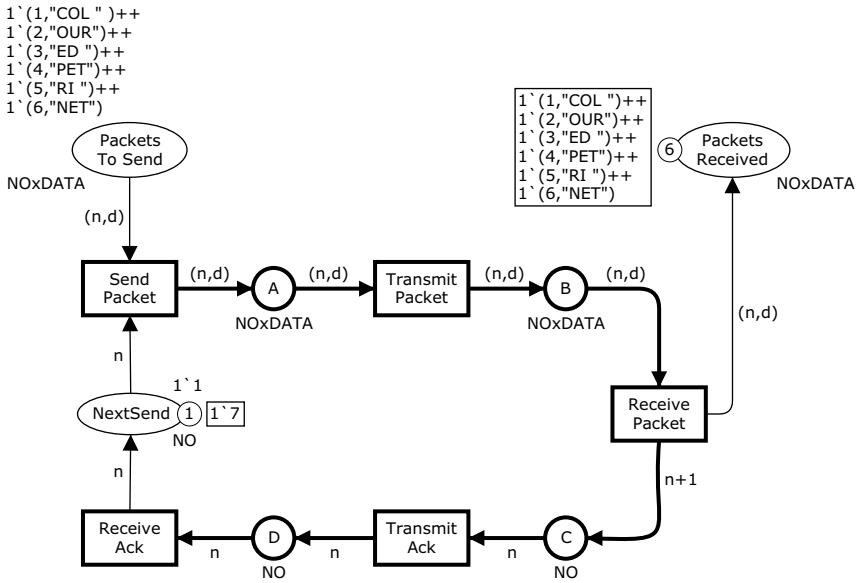 1`(1,"COL ")++
1`(2,"OUR")++
1`(3,"ED ")++
1`(4,"PET")++
1`(5,"RI ")++
1`(6,"NET")
Packets
To Send
NOxDATA
(n,d)
1`(1,"COL ")++
1`(2,"OUR")++
1`(3,"ED ")++
1`(4,"PET")++
1`(5,"RI ")++
1`(6,"NET")
6
Packets
Received
NOxDATA
Send
Packet
(n,d)
A
NOxDATA
(n,d)
Transmit
Packet
(n,d)
B
NOxDATA
(n,d)
(n,d)
n
1`1
NextSend
1
1`7
NO
n
Receive
Packet
n+1
Receive
Ack
n
D
NO
n
Transmit
Ack
n
C
NO